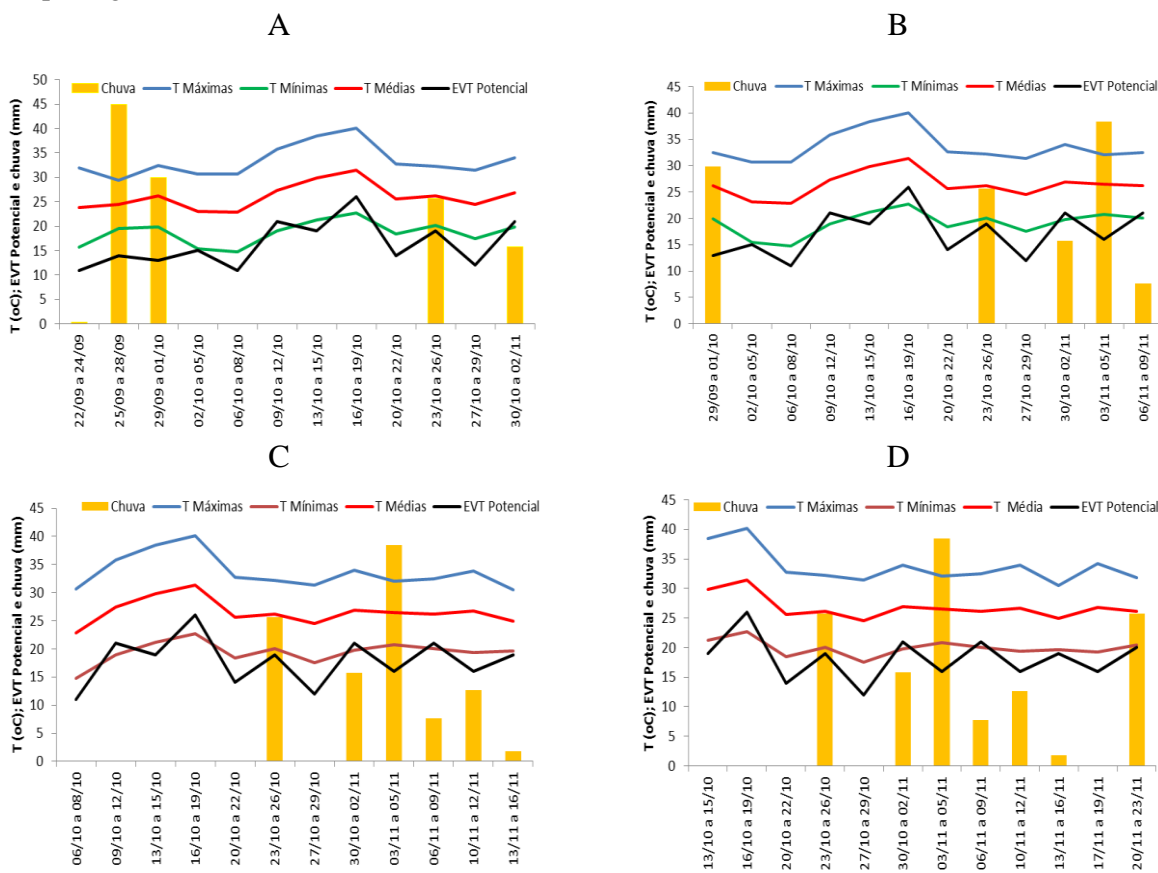 A
Chuva T Máximas T Mínimas T Médias EVT Potencial
T (oC); EVT Potencial e chuva (mm)
50
45
40
35
30
25
20
15
10
5
0
22/09 a 24/09
25/09 a 28/09
29/09 a 01/10
02/10 a 05/10
06/10 a 08/10
09/10 a 12/10
13/10 a 15/10
16/10 a 19/10
20/10 a 22/10
23/10 a 26/10
27/10 a 29/10
30/10 a 02/11
B
Chuva T Máximas T Mínimas T Médias EVT Potencial
T (oC); EVT Potencial e chuva (mm)
45
40
35
30
25
20
15
10
5
0
29/09 a 01/10
02/10 a 05/10
06/10 a 08/10
09/10 a 12/10
13/10 a 15/10
16/10 a 19/10
20/10 a 22/10
23/10 a 26/10
27/10 a 29/10
30/10 a 02/11
03/11 a 05/11
06/11 a 09/11
C
Chuva T Máximas T Mínimas T Médias EVT Potencial
T (oC); EVT Potencial e chuva (mm)
45
40
35
30
25
20
15
10
5
0
06/10 a 08/10
09/10 a 12/10
13/10 a 15/10
16/10 a 19/10
20/10 a 22/10
23/10 a 26/10
27/10 a 29/10
30/10 a 02/11
03/11 a 05/11
06/11 a 09/11
10/11 a 12/11
13/11 a 16/11
D
Chuva T Máximas T Mínimas T Média EVT Potencial
T (oC); EVT Potencial e chuva (mm)
45
40
35
30
25
20
15
10
5
0
13/10 a 15/10
16/10 a 19/10
20/10 a 22/10
23/10 a 26/10
27/10 a 29/10
30/10 a 02/11
03/11 a 05/11
06/11 a 09/11
10/11 a 12/11
13/11 a 16/11
17/11 a 19/11
20/11 a 23/11